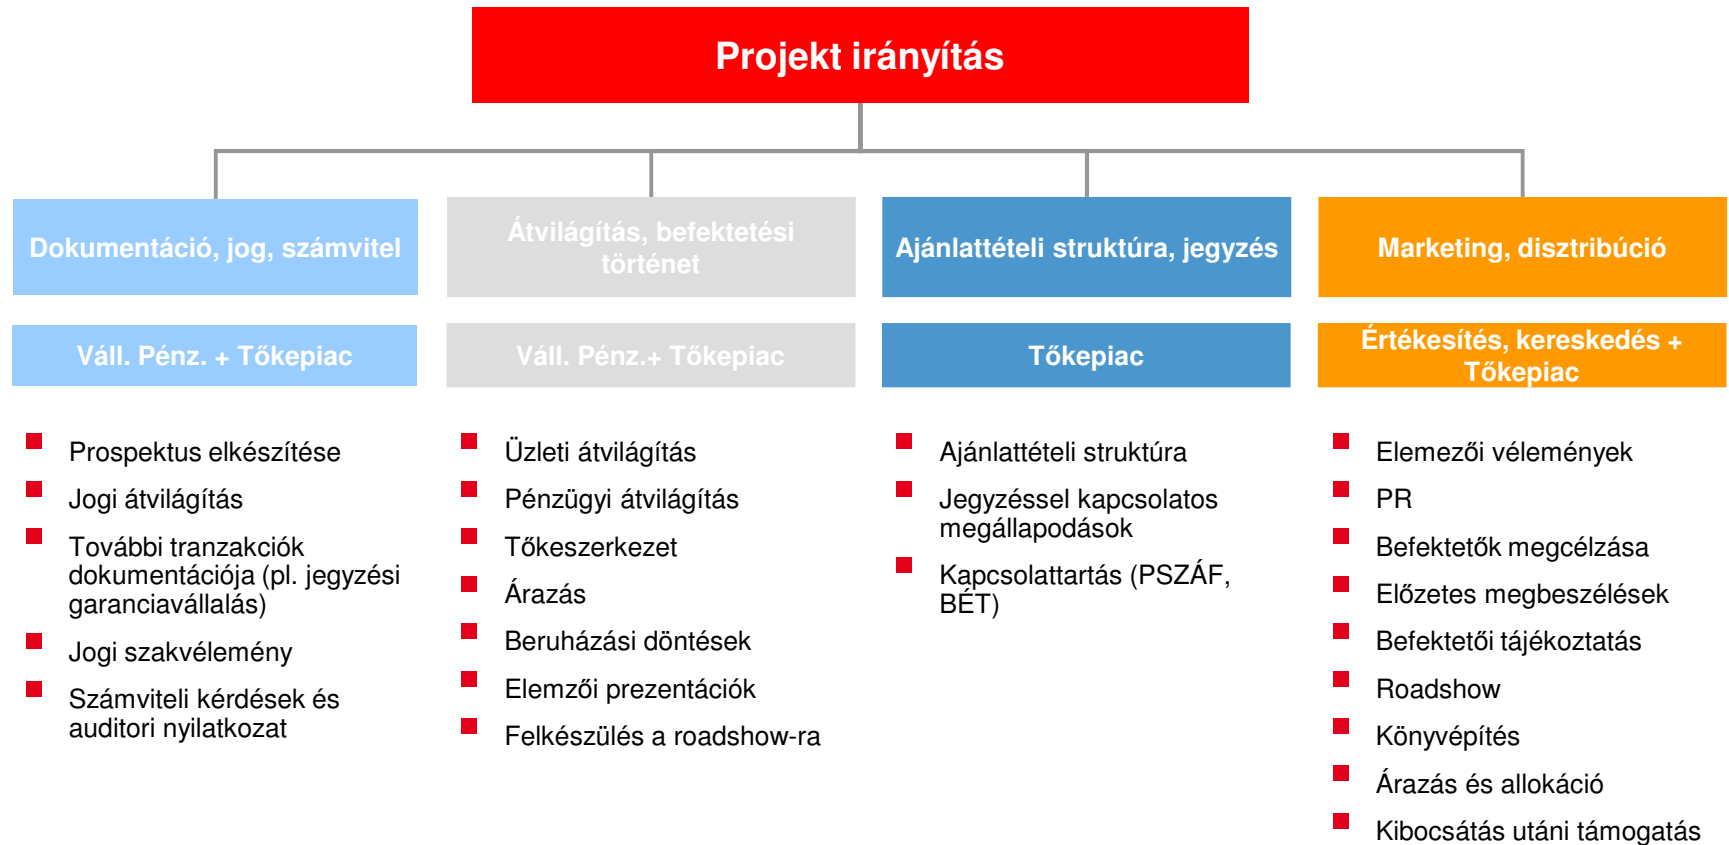 Projekt irányítás
Dokumentáció, jog, számvitel
Váll. Pénz. + Tőkepiac
Prospektus elkészítése
Jogi átvilágítás
További tranzakciók
dokumentációja (pl. jegyzési
garanciavállalás)
Jogi szakvélemény
Számviteli kérdések és
auditori nyilatkozat
Átvilágítás, befektetési
történet
Váll. Pénz.+ Tőkepiac
Üzleti átvilágítás
Pénzügyi átvilágítás
Tőkeszerkezet
Árazás
Beruházási döntések
Elemzői prezentációk
Felkészülés a roadshow-ra
Ajánlattételi struktúra, jegyzés
Tőkepiac
Ajánlattételi struktúra
Jegyzéssel kapcsolatos
megállapodások
Kapcsolattartás (PSZÁF,
BÉT)
Marketing, disztribúció
Értékesítés, kereskedés +
Tőkepiac
Elemezői vélemények
PR
Befektetők megcélzása
Előzetes megbeszélések
Befektetői tájékoztatás
Roadshow
Könyvépítés
Árazás és allokáció
Kibocsátás utáni támogatás